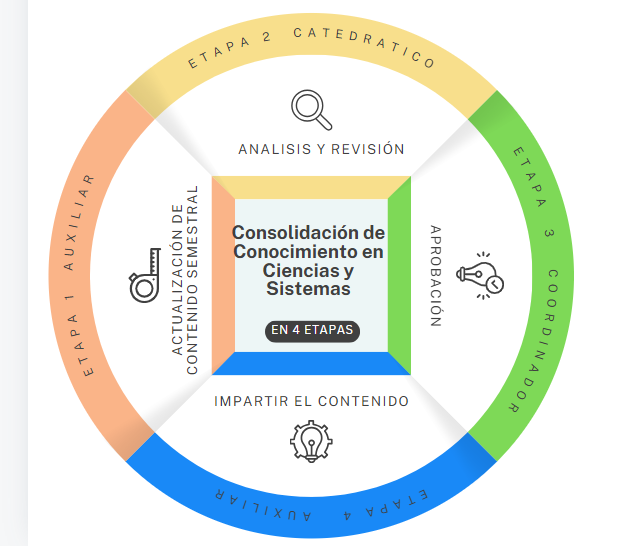 ETAPA 2 CATEDRATICO
ANALISIS Y REVISIÓN
ETAPA 1 AUXILIAR
ACTUALIZACIÓN DE
CONTENIDO SEMESTRAL
Consolidación de
Conocimiento en
Ciencias y
Sistemas
EN 4 ETAPAS
APROBACIÓN
ETAPA 3 COORDINADOR
IMPARTIR EL CONTENIDO
ETAPA 4 AUXILIAR